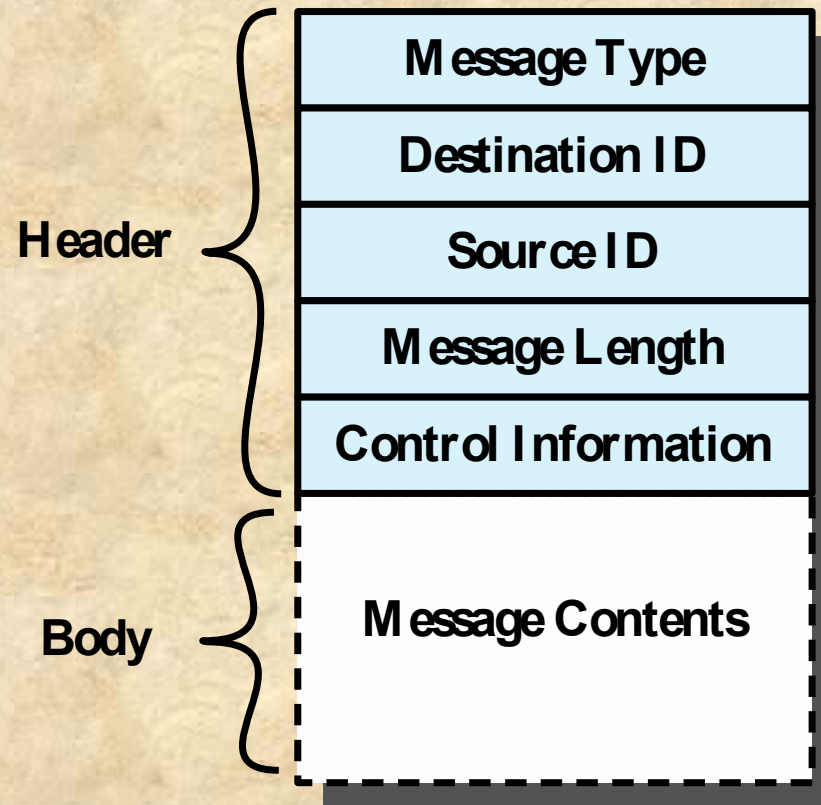 Message Type
Destination ID
Header
Source ID
Message Length
Control Information
Body
Message Contents